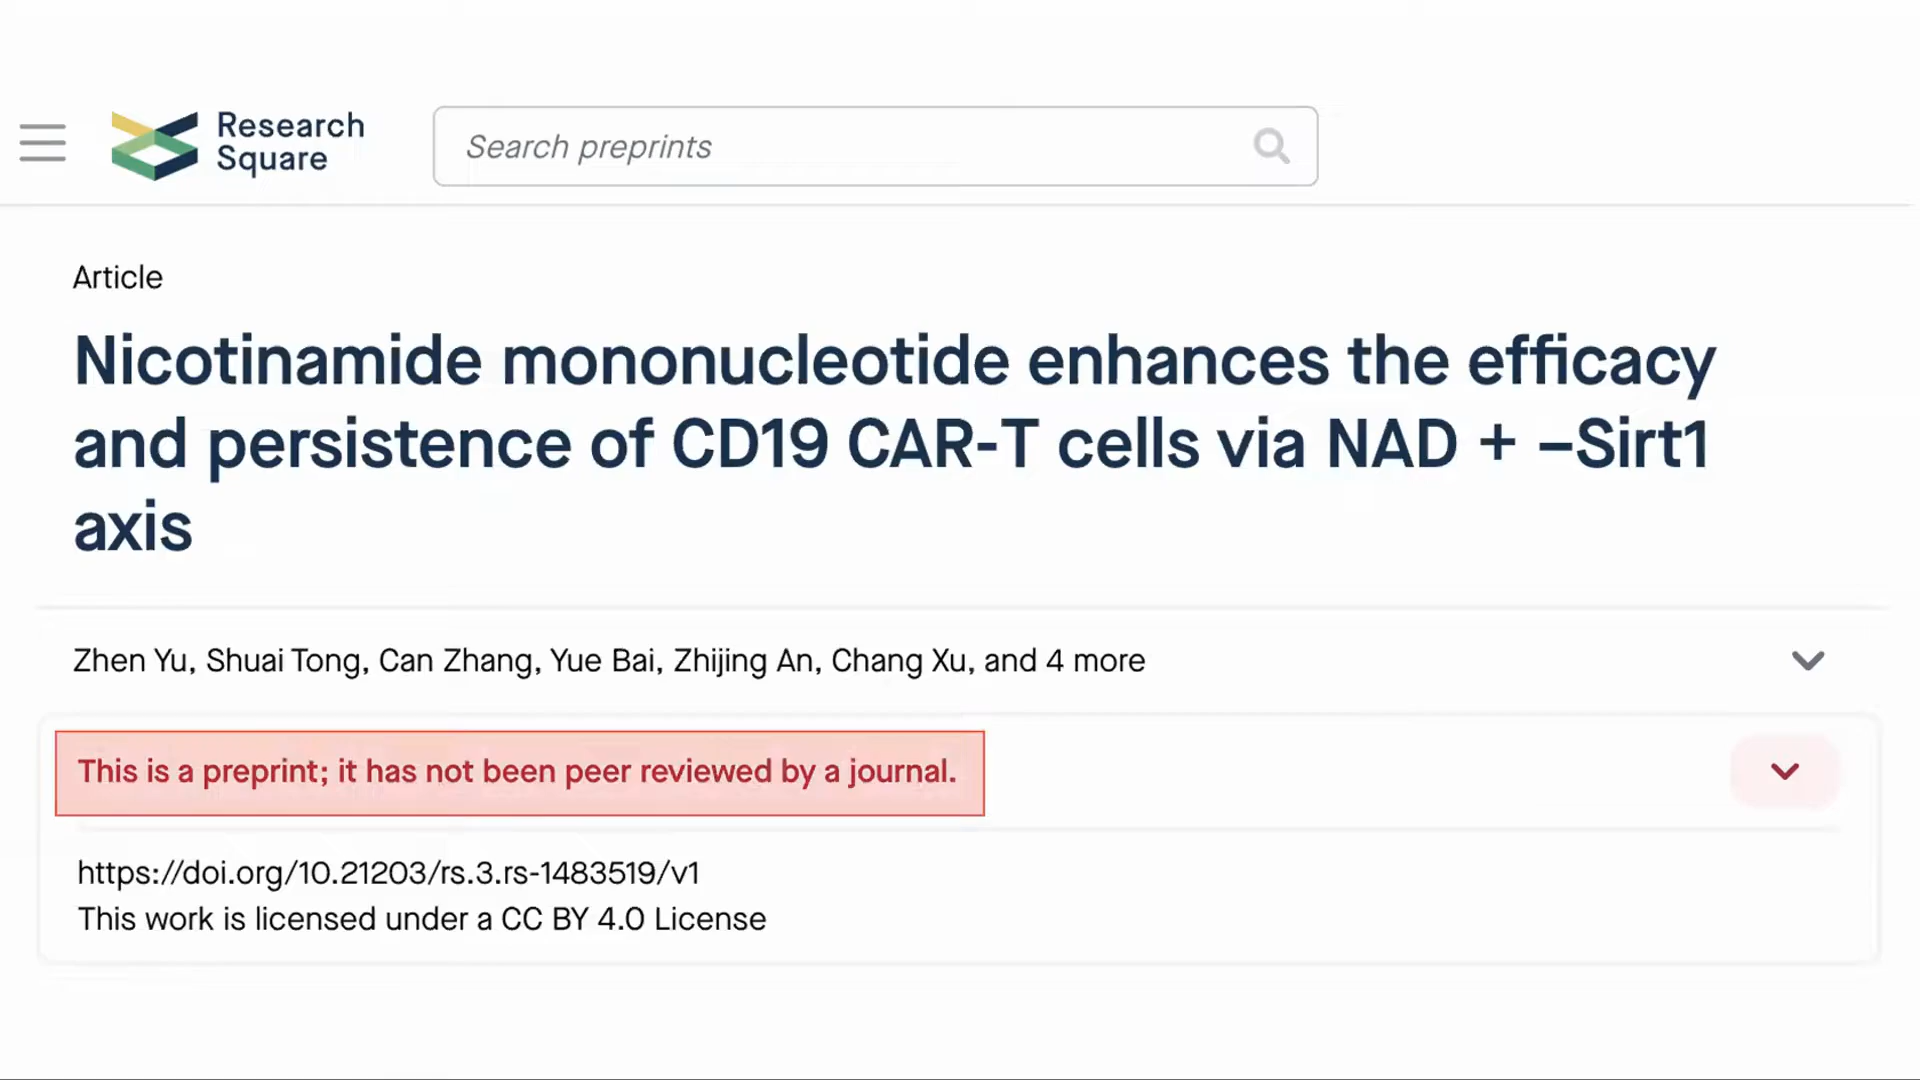 Research
Square
Search preprints
Article
Nicotinamide mononucleotide enhances the efficacy
and persistence of CD19 CAR-T cells via NAD + –Sirt1
axis
Zhen Yu, Shuai Tong, Can Zhang, Yue Bai, Zhijing An, Chang Xu, and 4 more
This is a preprint; it has not been peer reviewed by a journal.
https://doi.org/10.21203/rs.3.rs-1483519/v1
This work is licensed under a CC BY 4.0 License